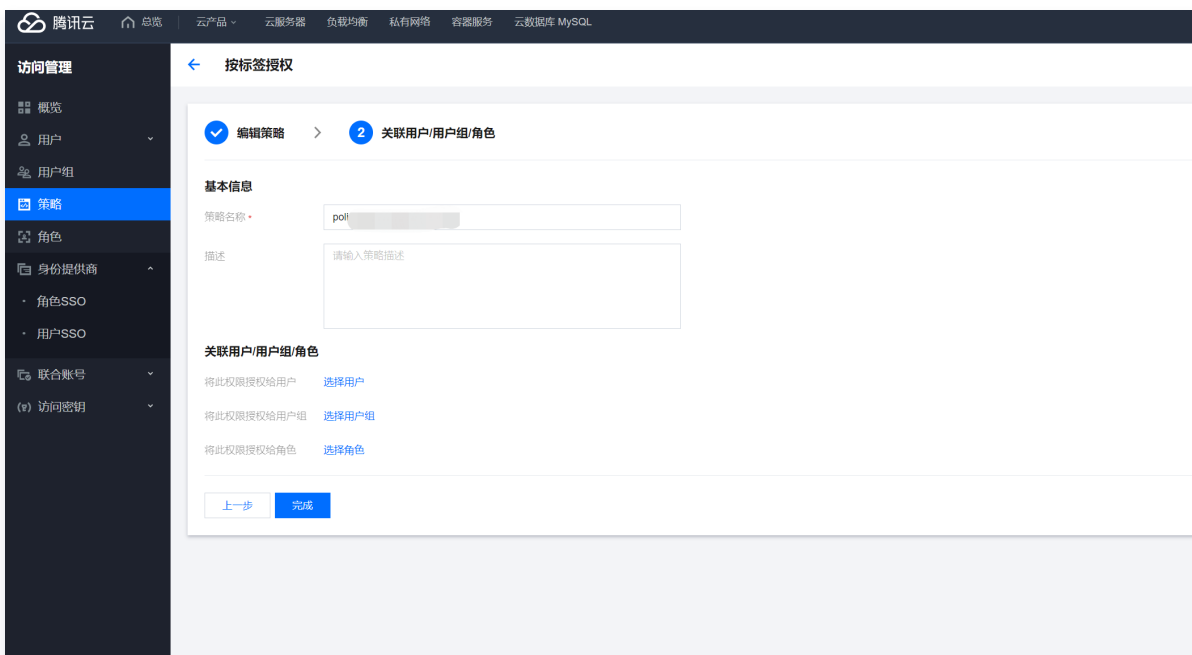 腾讯云 总览 云产品 云服务器 负载均衡 私有网络 容器服务 云数据库 MySQL
访问管理
按标签授权
概览
用户
用户组
策略
角色
身份提供商
· 角色SSO
· 用户SSO
联合账号
访问密钥
编辑策略 > 2 关联用户/用户组/角色
基本信息
策略名称 *
描述 请输入策略描述
关联用户/用户组/角色
将此权限授权给用户 选择用户
将此权限授权给用户组 选择用户组
将此权限授权给角色 选择角色
上一步 完成